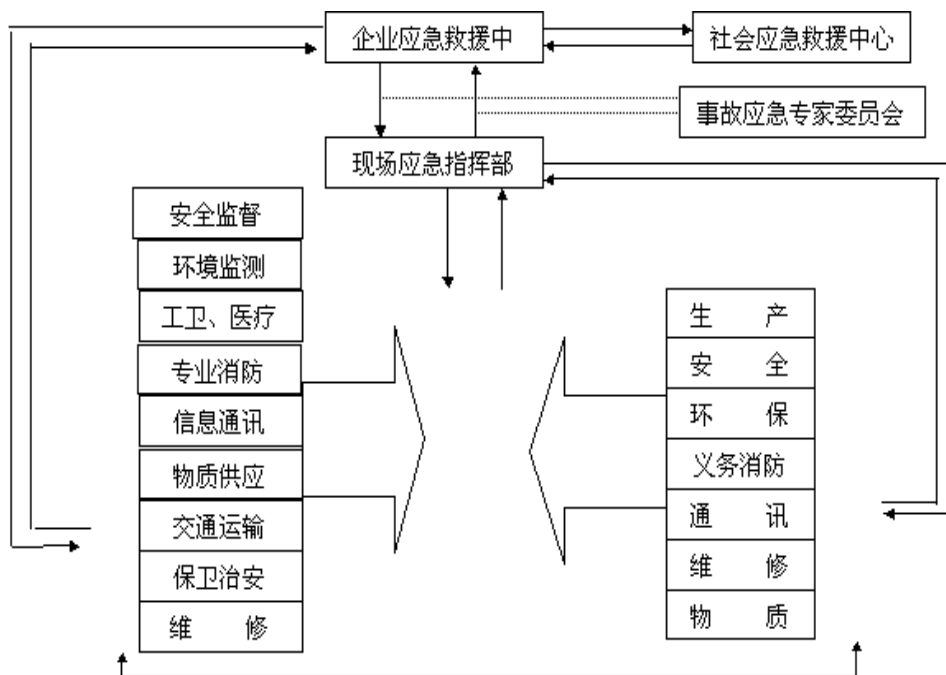 企业应急救援中
社会应急救援中心
事故应急专家委员会
现场应急指挥部
安全监督
环境监测
工卫、医疗
专业消防
信息通讯
物质供应
交通运输
保卫治安
维 修
生 产
安 全
环 保
义务消防
通 讯
维 修
物 质